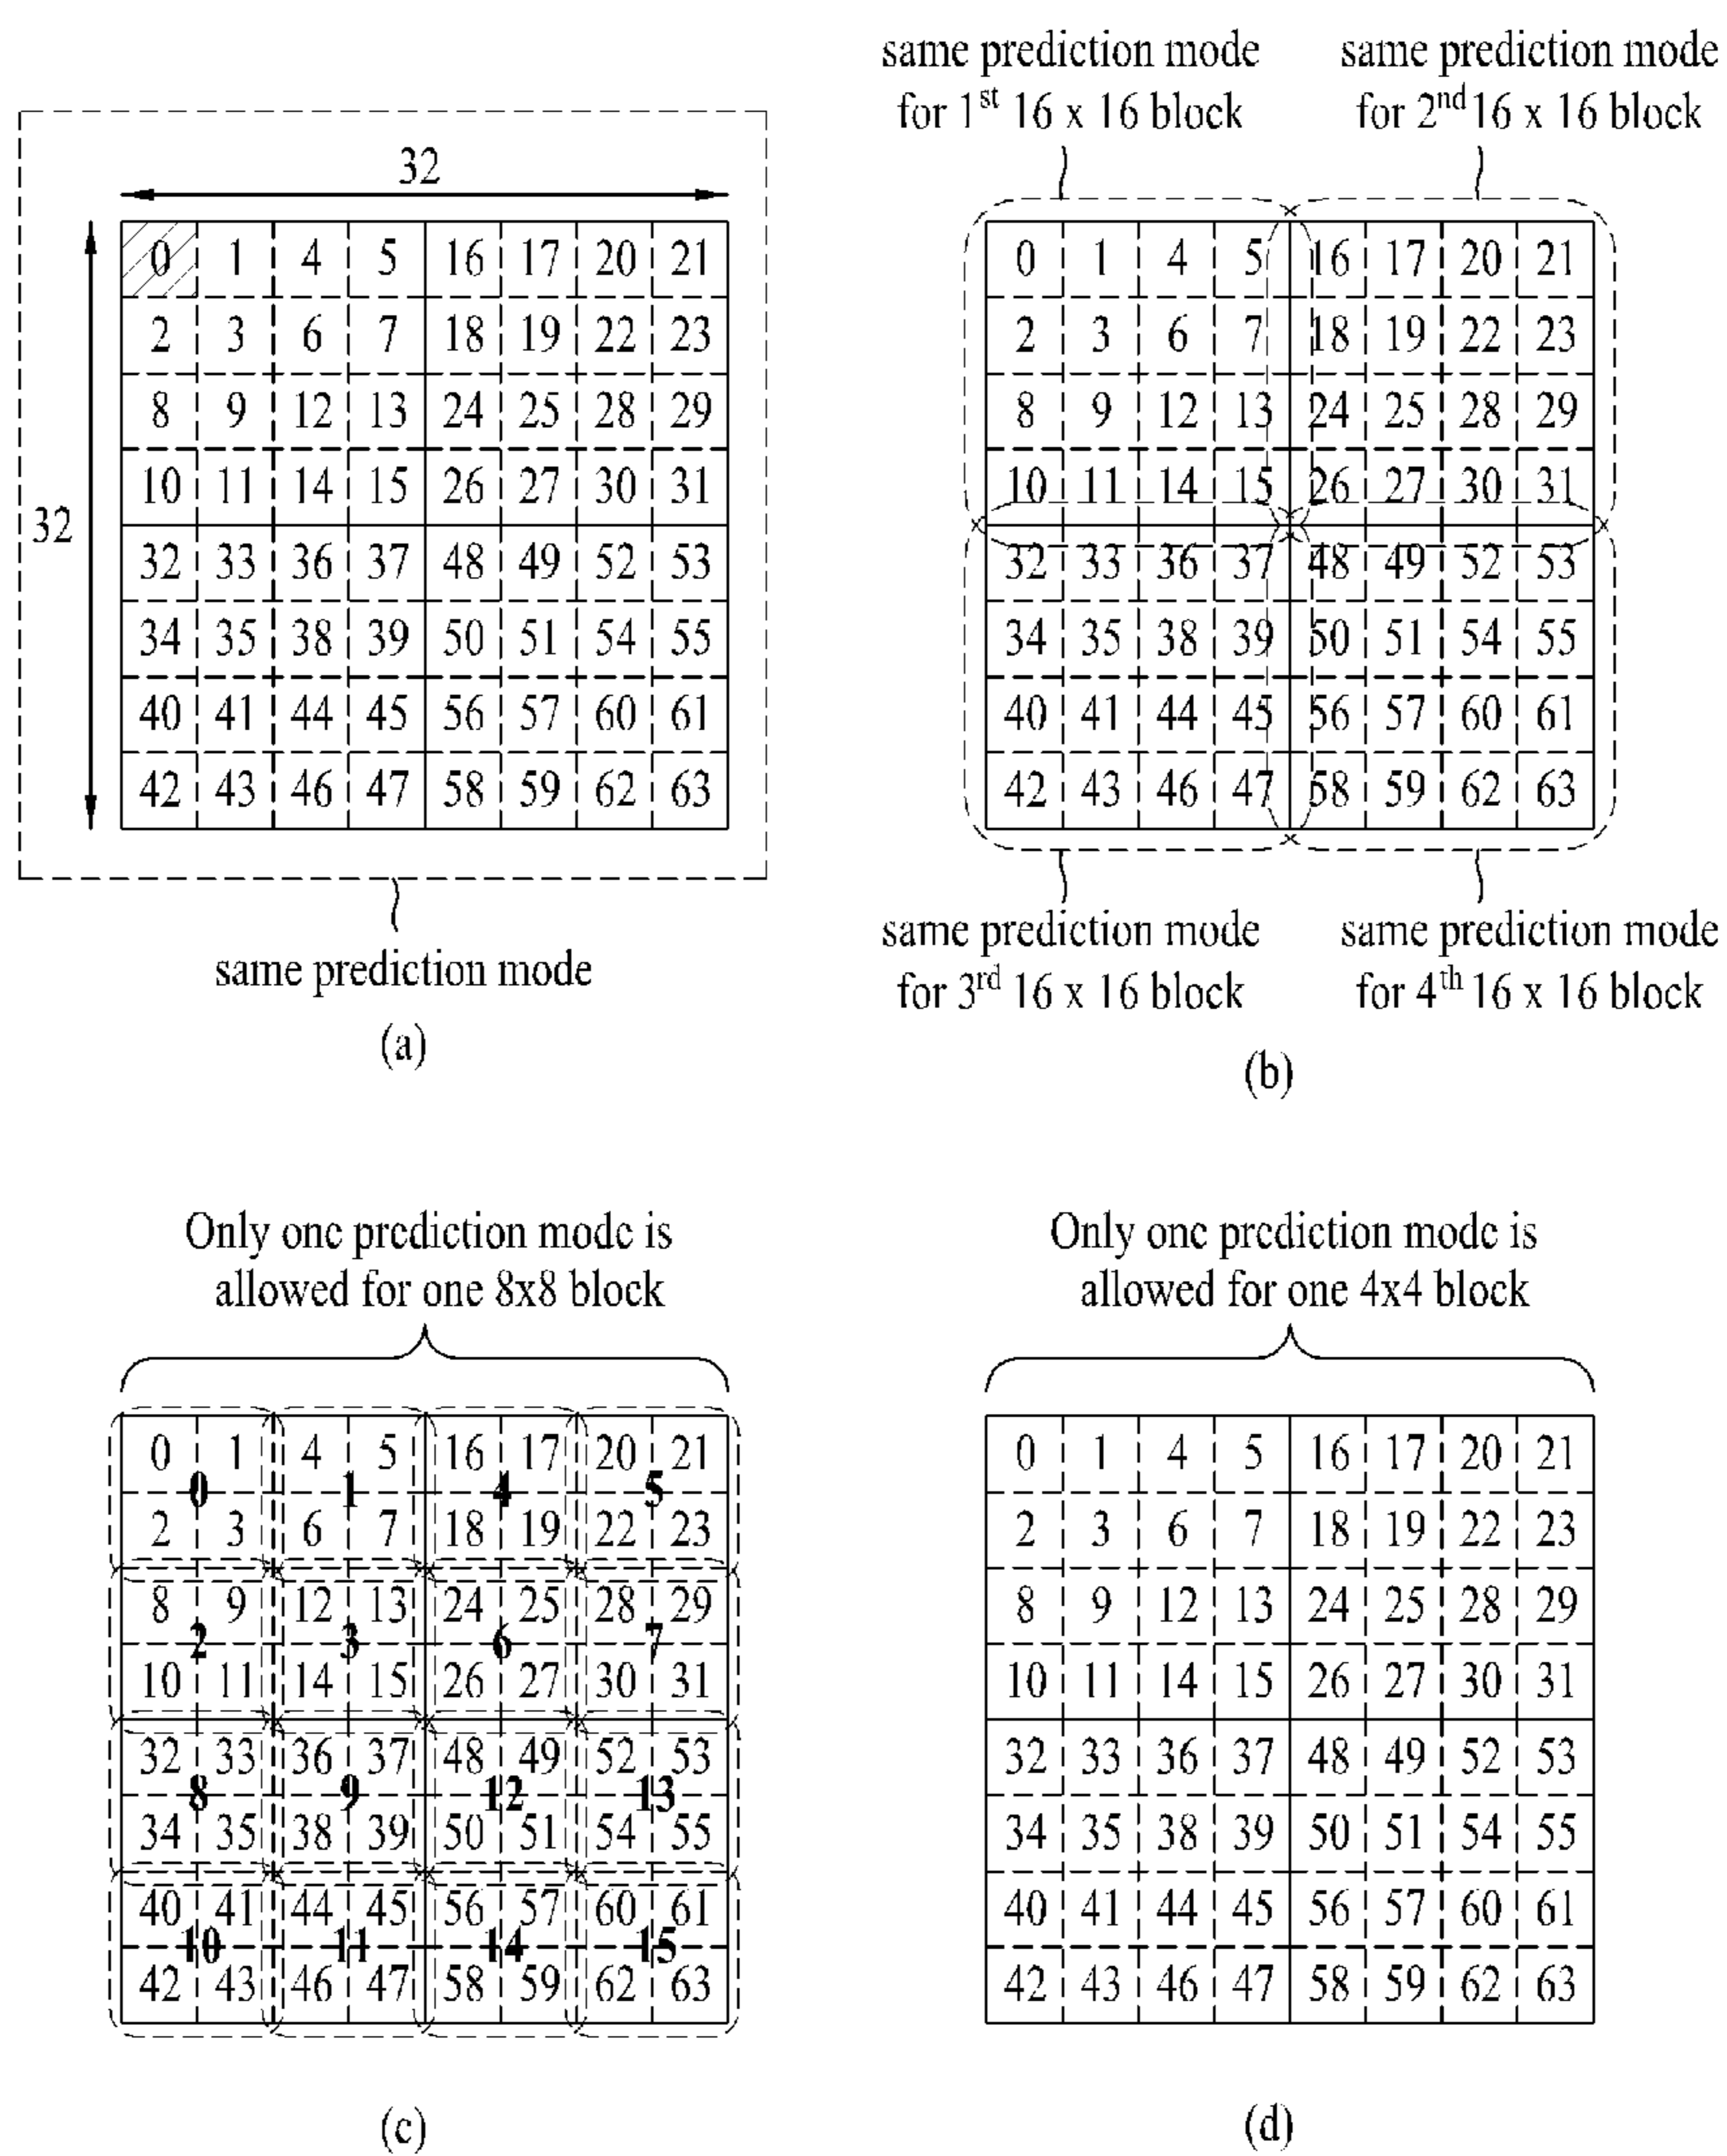 32
32
0 1 4 5 16 17 20 21
2 3 6 7 18 19 22 23
8 9 12 13 24 25 28 29
10 11 14 15 26 27 30 31
32 33 36 37 48 49 52 53
34 35 38 39 50 51 54 55
40 41 44 45 56 57 60 61
42 43 46 47 58 59 62 63
same prediction mode
(a)
same prediction mode
for 1st 16 x 16 block
same prediction mode
for 2nd 16 x 16 block
0 1 4 5 16 17 20 21
2 3 6 7 18 19 22 23
8 9 12 13 24 25 28 29
10 11 14 15 26 27 30 31
32 33 36 37 48 49 52 53
34 35 38 39 50 51 54 55
40 41 44 45 56 57 60 61
42 43 46 47 58 59 62 63
same prediction mode
for 3rd 16 x 16 block
same prediction mode
for 4th 16 x 16 block
(b)
Only one prediction mode is
allowed for one 8x8 block
0 1 4 5 16 17 20 21
0 1 4 5
2 3 6 7 18 19 22 23
8 9 12 13 24 25 28 29
2 3 6 7
10 11 14 15 26 27 30 31
32 33 36 37 48 49 52 53
8 9 12 13
34 35 38 39 50 51 54 55
40 41 44 45 56 57 60 61
10 11 14 15
42 43 46 47 58 59 62 63
(c)
Only one prediction mode is
allowed for one 4x4 block
0 1 4 5 16 17 20 21
2 3 6 7 18 19 22 23
8 9 12 13 24 25 28 29
10 11 14 15 26 27 30 31
32 33 36 37 48 49 52 53
34 35 38 39 50 51 54 55
40 41 44 45 56 57 60 61
42 43 46 47 58 59 62 63
(d)